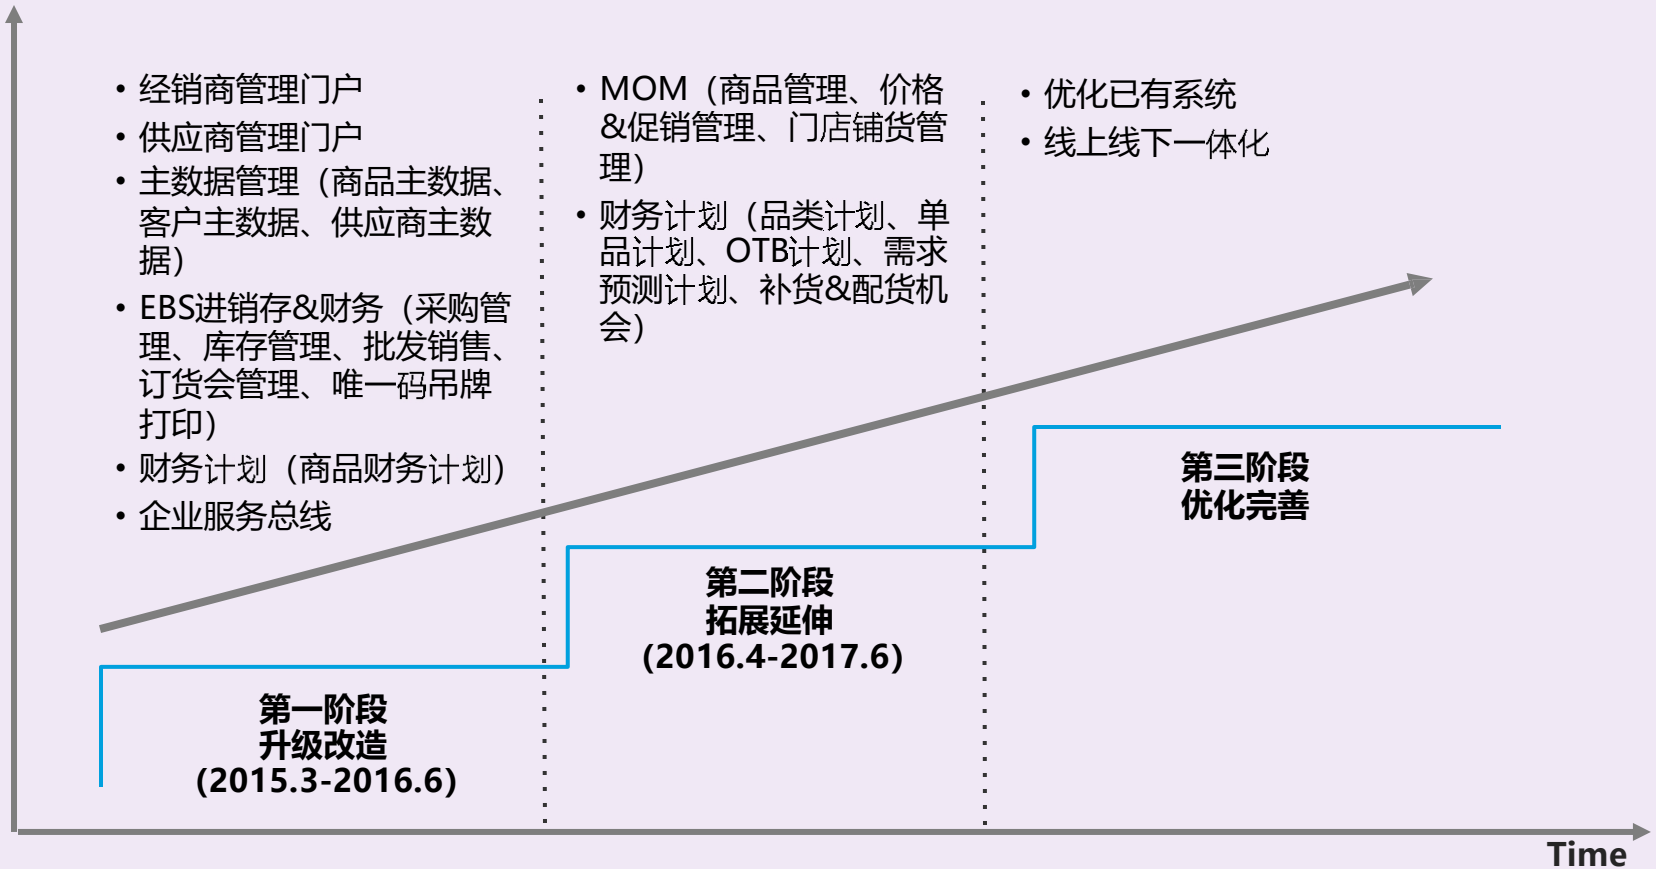 • 经销商管理门户
• 供应商管理门户
• 主数据管理（商品主数据、
客户主数据、供应商主数
据）
• EBS进销存&财务（采购管
理、库存管理、批发销售、
订货会管理、唯一码吊牌
打印）
• 财务计划（商品财务计划）
• 企业服务总线
• MOM（商品管理、价格
&促销管理、门店铺货管
理）
• 财务计划（品类计划、单
品计划、OTB计划、需求
预测计划、补货&配货机
会）
• 优化已有系统
• 线上线下一体化
第一阶段
升级改造
(2015.3-2016.6)
第二阶段
拓展延伸
(2016.4-2017.6)
第三阶段
优化完善
Time